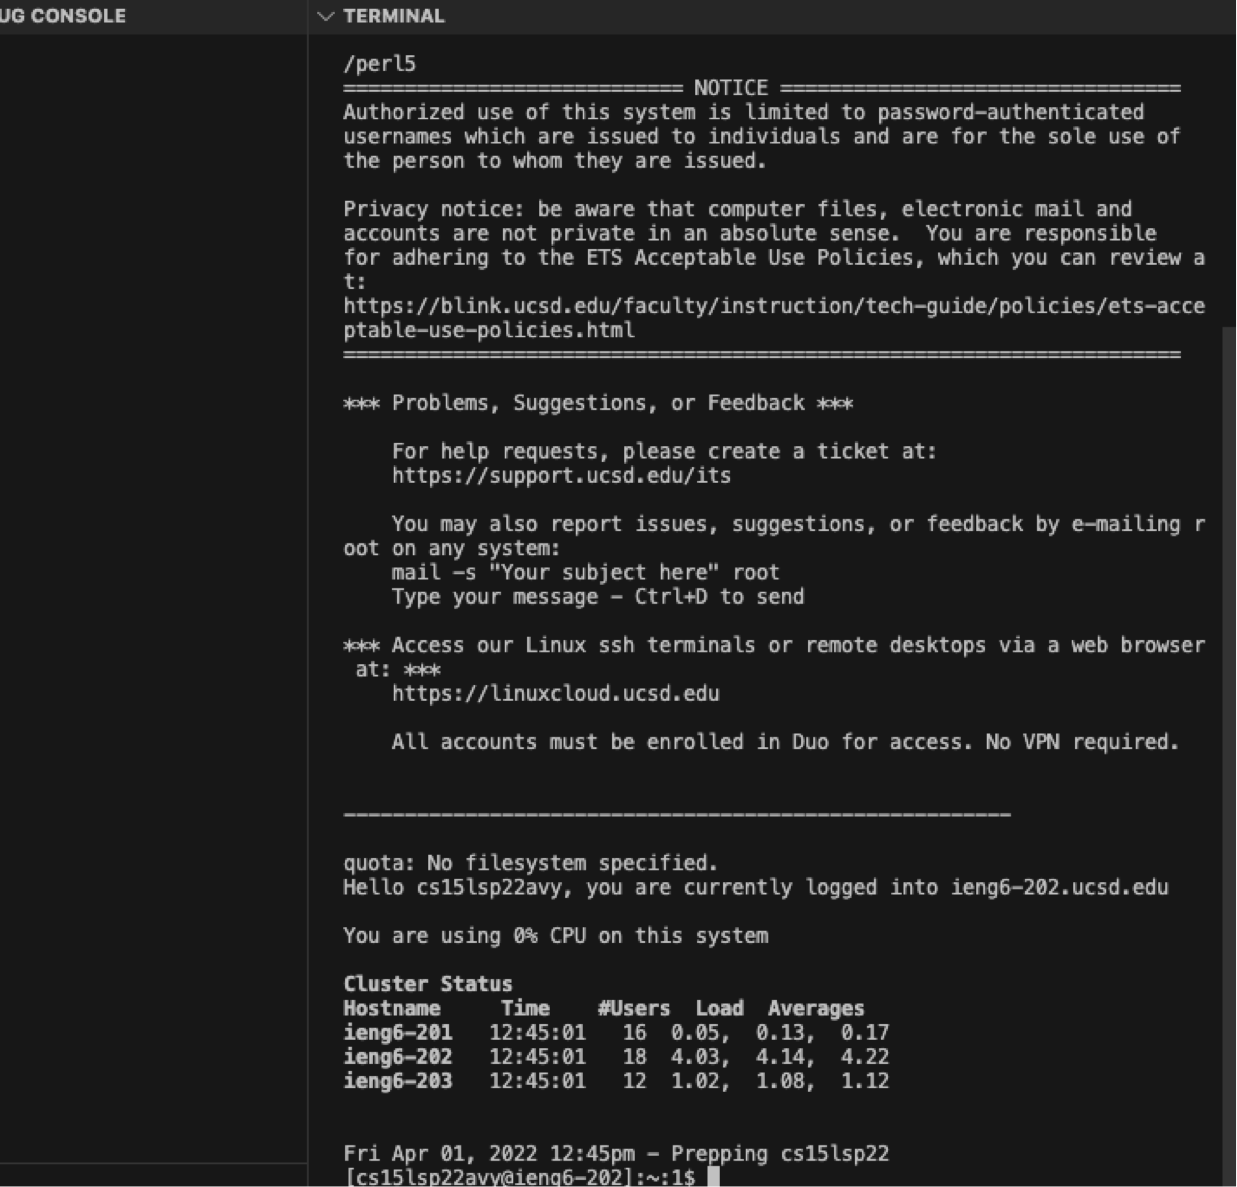 UG CONSOLE
TERMINAL
/perl5
============================ NOTICE =================================
Authorized use of this system is limited to password-authenticated
usernames which are issued to individuals and are for the sole use of
the person to whom they are issued.
Privacy notice: be aware that computer files, electronic mail and
accounts are not private in an absolute sense.  You are responsible
for adhering to the ETS Acceptable Use Policies, which you can review a
t:
https://blink.ucsd.edu/faculty/instruction/tech-guide/policies/ets-acce
ptable-use-policies.html
=====================================================================
*** Problems, Suggestions, or Feedback ***
    For help requests, please create a ticket at:
    https://support.ucsd.edu/its
    You may also report issues, suggestions, or feedback by e-mailing r
oot on any system:
    mail -s "Your subject here" root
    Type your message - Ctrl+D to send
*** Access our Linux ssh terminals or remote desktops via a web browser
 at: ***
    https://linuxcloud.ucsd.edu
    All accounts must be enrolled in Duo for access. No VPN required.
-------------------------------------------------------
quota: No filesystem specified.
Hello cs15lsp22avy, you are currently logged into ieng6-202.ucsd.edu
You are using 0% CPU on this system
Cluster Status
Hostname     Time    #Users  Load  Averages
ieng6-201   12:45:01   16  0.05,  0.13,  0.17
ieng6-202   12:45:01   18  4.03,  4.14,  4.22
ieng6-203   12:45:01   12  1.02,  1.08,  1.12
Fri Apr 01, 2022 12:45pm - Prepping cs15lsp22
[cs15lsp22avy@ieng6-202]:~:1$